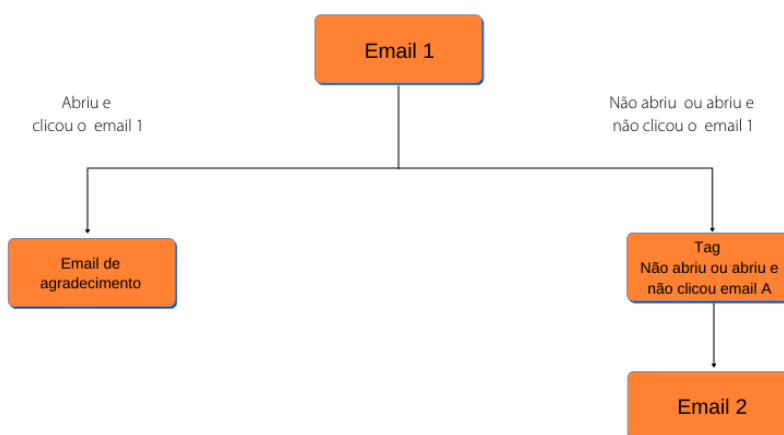 Email 1
Abriu e
clicou o email 1
Não abriu ou abriu e
não clicou o email 1
Email de
agradecimento
Tag
Não abriu ou abriu e
não clicou email A
Email 2